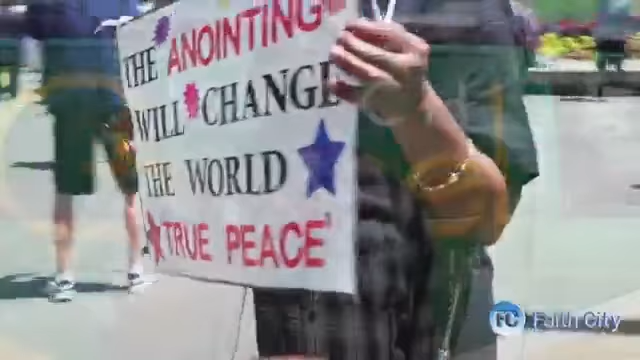 THE ANOINTING
WILL CHANGE
THE WORLD
TRUE PEACE
FC Faith City